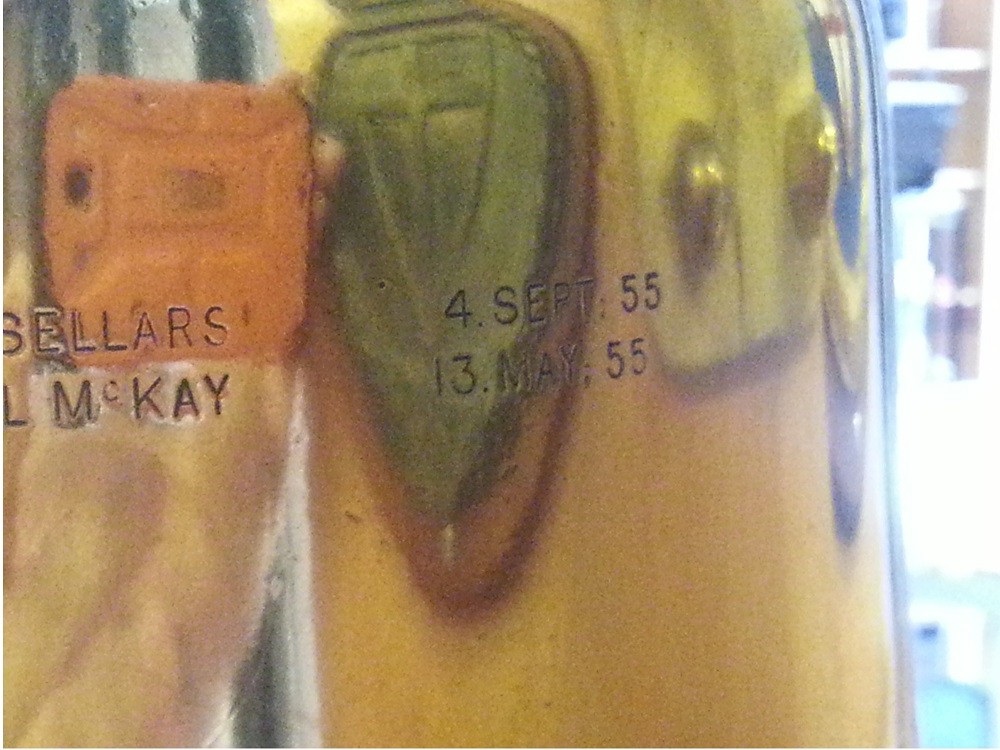 SELLARS 4. SEPT; 55
L McKAY 13. MAY; 55